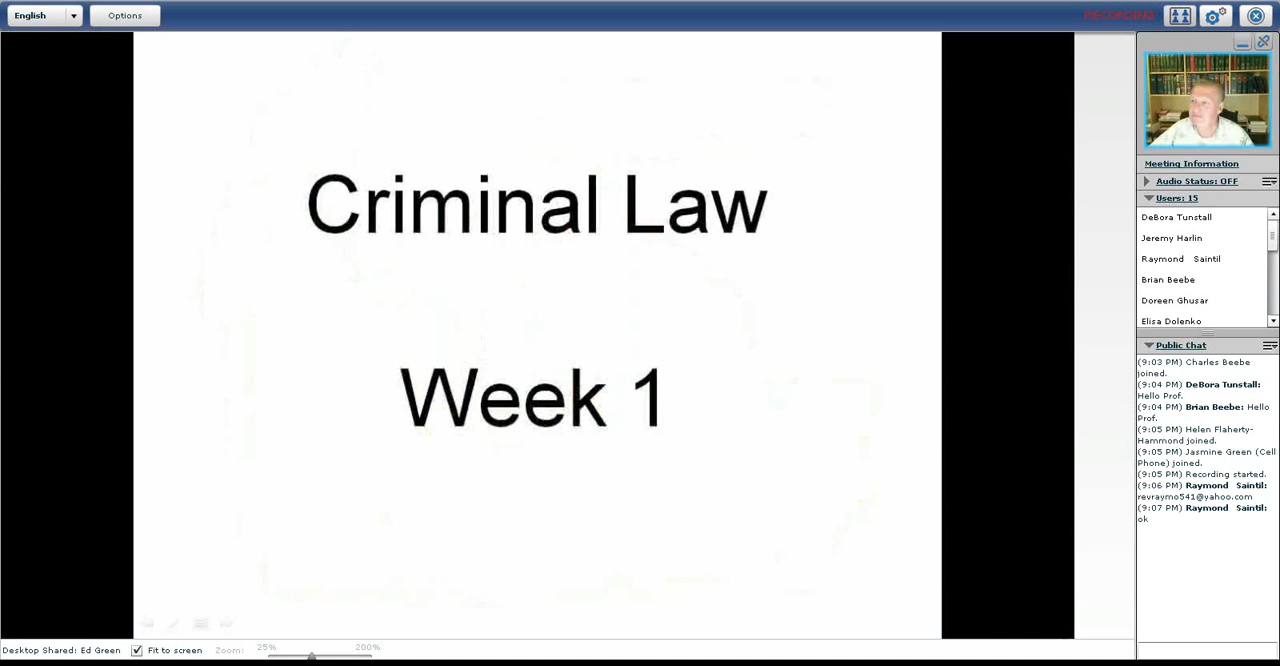 English
Options
RECORDING
Criminal Law
Week 1
Meeting Information
Audio Status: OFF
Users: 15
DeBora Tunstall
Jeremy Harlin
Raymond Saintil
Brian Beebe
Doreen Ghusar
Elisa Dolenko
Public Chat
(9:03 PM) Charles Beebe
joined.
(9:04 PM) DeBora Tunstall:
Hello Prof.
(9:04 PM) Brian Beebe: Hello
Prof.
(9:05 PM) Helen Flaherty-
Hammond joined.
(9:05 PM) Jasmine Green (Cell
Phone) joined.
(9:05 PM) Recording started.
(9:06 PM) Raymond Saintil:
revraymo541@yahoo.com
(9:07 PM) Raymond Saintil:
ok
Desktop Shared: Ed Green
Fit to screen
Zoom:
25%
200%